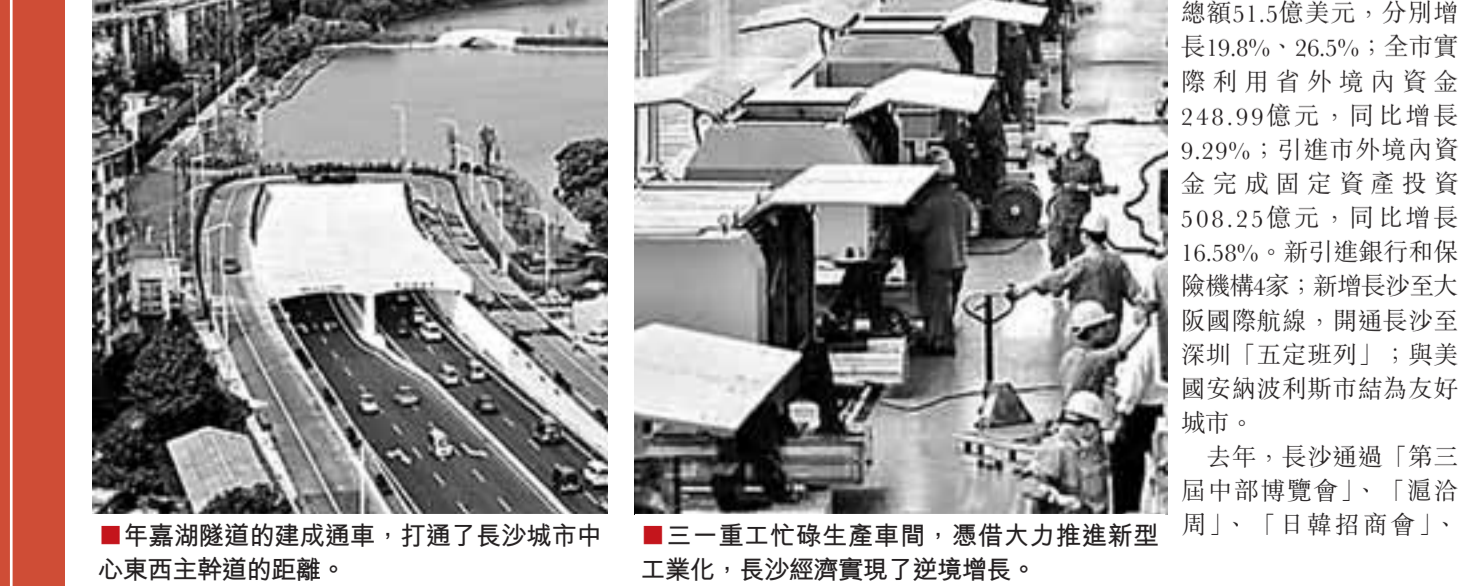 ■年嘉湖隧道的建成通車，打通了長沙城市中
心東西主幹道的距離。
■三一重工忙碌生產車間，憑借大力推進新型
工業化，長沙經濟實現了逆境增長。
總額51.5億美元，分別增
長19.8%、26.5%；全市實
際利用省外境內資金
248.99億元，同比增長
9.29%；引進市外境內資
金完成固定資產投資
508.25億元，同比增長
16.58%。新引進銀行和保
險機構4家；新增長沙至大
阪國際航線，開通長沙至
深圳「五定班列」；與美
國安納波利斯市結為友好
城市。
去年，長沙通過「第三
屆中部博覽會」、「滬洽
周」、「日韓招商會」、